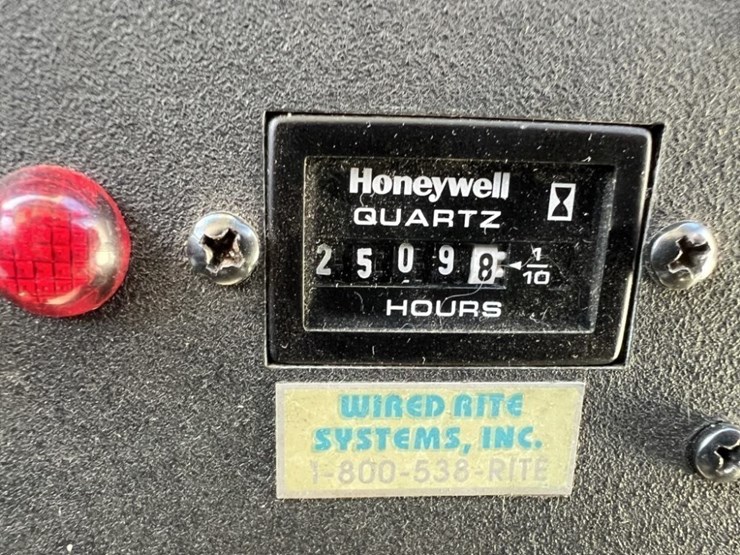 Honeywell
QUARTZ
2 5 0 9 8 1/10
HOURS
WIRED RITE
SYSTEMS, INC.
1-800-538-RITE